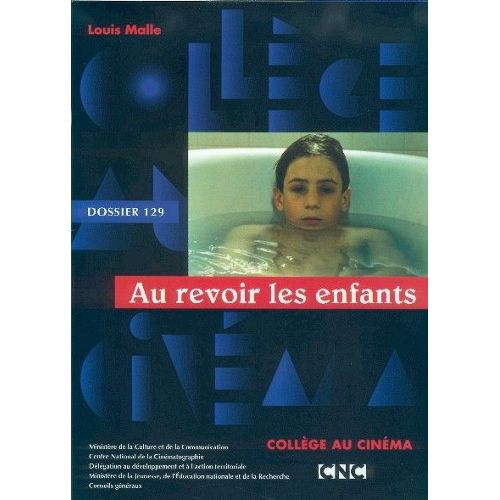 Louis Malle
COLLÈGE
AU
CINÉMA
DOSSIER 129
Au revoir les enfants
Ministère de la Culture et de la Communication
Centre National de la Cinématographie
Délégation au développement et à l'action territoriale
Ministère de la Jeunesse, de l'Éducation nationale et de la Recherche
Conseils généraux
COLLÈGE AU CINÉMA
CNC